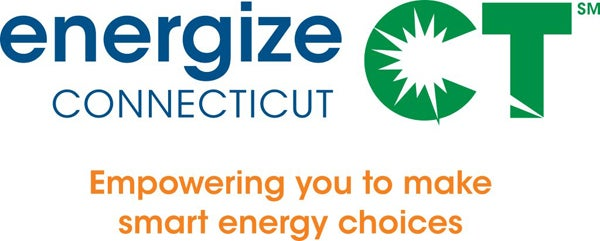 energize
CONNECTICUT
CT SM
Empowering you to make
smart energy choices